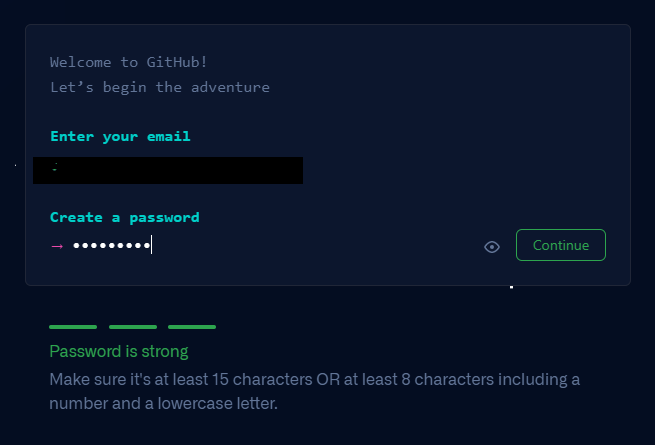 Welcome to GitHub!
Let’s begin the adventure
Enter your email
Create a password
→ •••••••••
Continue
Password is strong
Make sure it's at least 15 characters OR at least 8 characters including a
number and a lowercase letter.